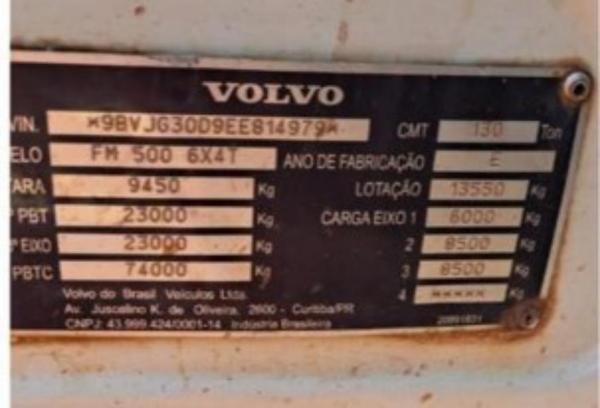 VOLVO
VIN. *9BVJG30D9EE814979* CMT 130 Ton
ELO FM 500 6X4T ANO DE FABRICAÇÃO E
TARA 9450 Kg LOTAÇÃO 13550 Kg
PBT 23000 Kg CARGA EIXO 1 6000 Kg
EIXO 23000 Kg 2 8500 Kg
PBTC 74000 Kg 3 8500 Kg
4 ***** Kg
Volvo do Brasil Veículos Ltda.
Av. Juscelino K. de Oliveira, 2600 - Curitiba/PR
CNPJ: 43.999.424/0001-14 Indústria Brasileira